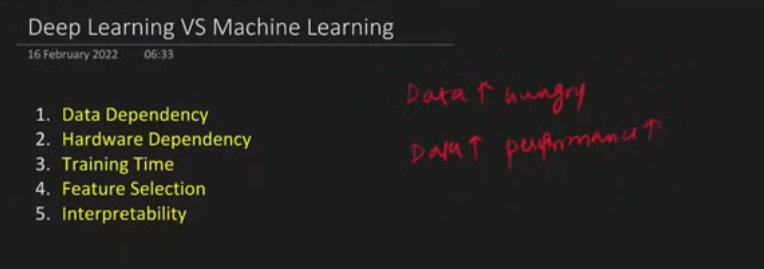 Deep Learning VS Machine Learning
16 February 2022 06:33
1. Data Dependency
2. Hardware Dependency
3. Training Time
4. Feature Selection
5. Interpretability
Data ↑ hungry
Data ↑ performance ↑